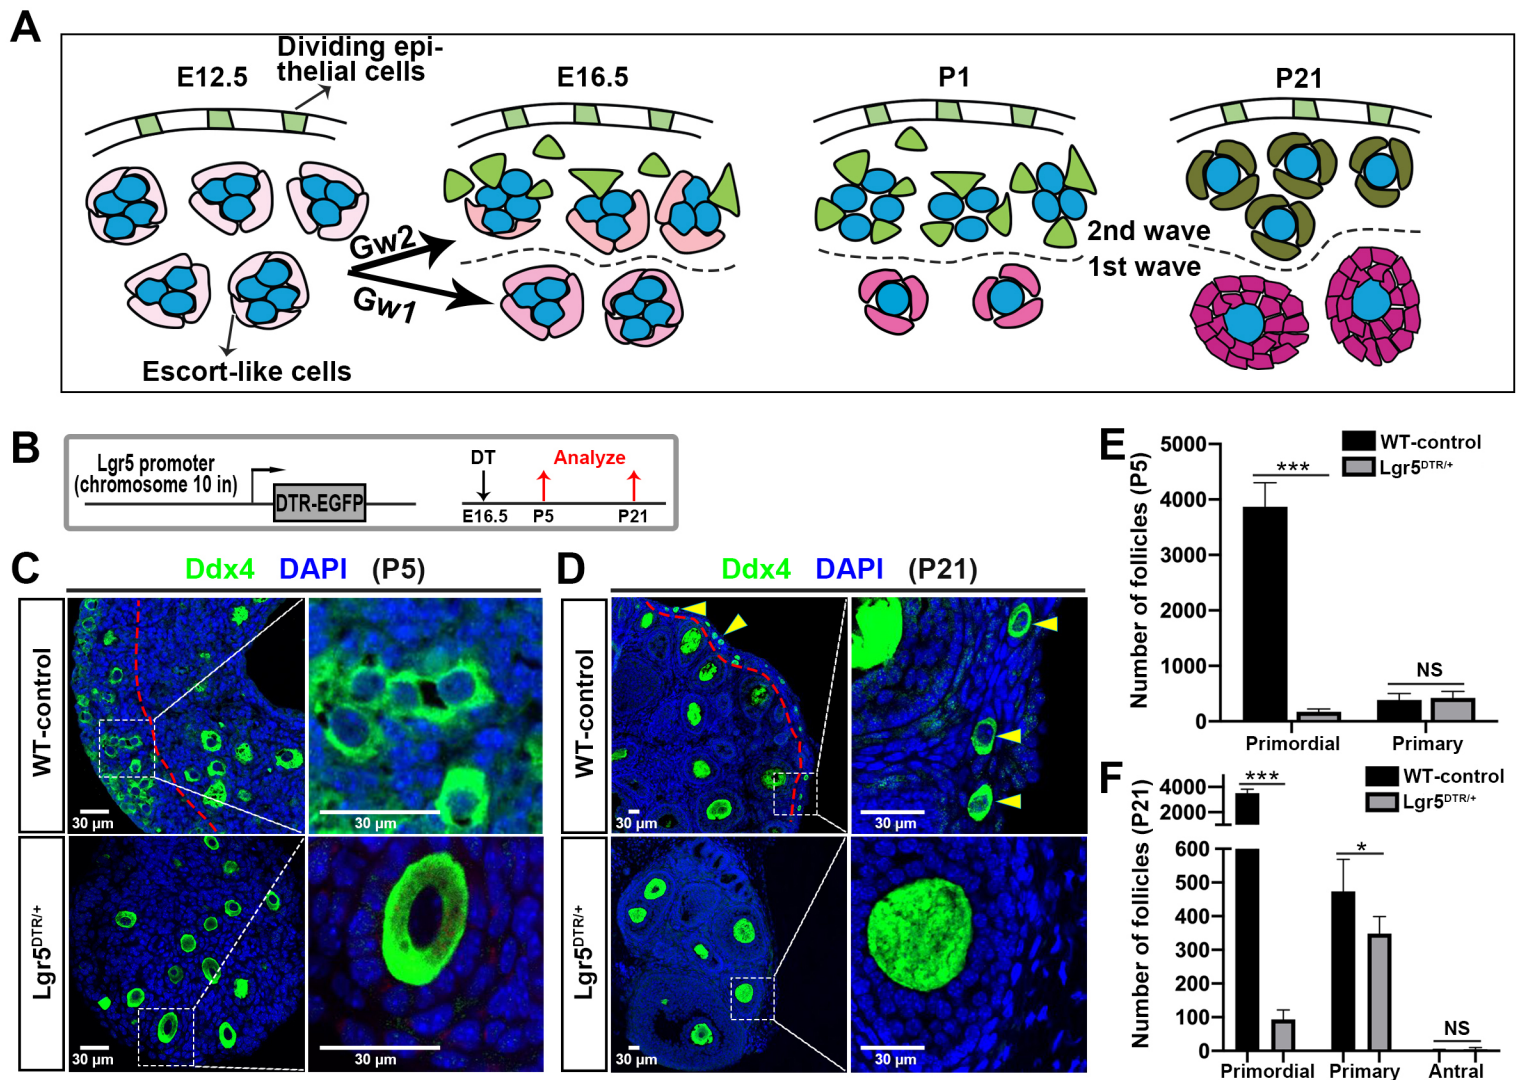 A
E12.5
Dividing epi-
thelial cells
E16.5
P1
P21
Gw2
Gw1
2nd wave
1st wave
Escort-like cells
B
Lgr5 promoter
(chromosome 10 in)
DTR-EGFP
DT
Analyze
E16.5
P5
P21
C
Ddx4 DAPI (P5)
WT-control
30 µm
30 µm
Lgr5DTR/+
30 µm
30 µm
D
Ddx4 DAPI (P21)
WT-control
30 µm
30 µm
Lgr5DTR/+
30 µm
30 µm
E
Number of follicles (P5)
5000
4000
3000
2000
1000
0
WT-control
Lgr5DTR/+
***
NS
Primordial
Primary
F
Number of follicles (P21)
4000
2000
600
500
400
300
200
100
0
WT-control
Lgr5DTR/+
***
*
NS
Primordial
Primary
Antral